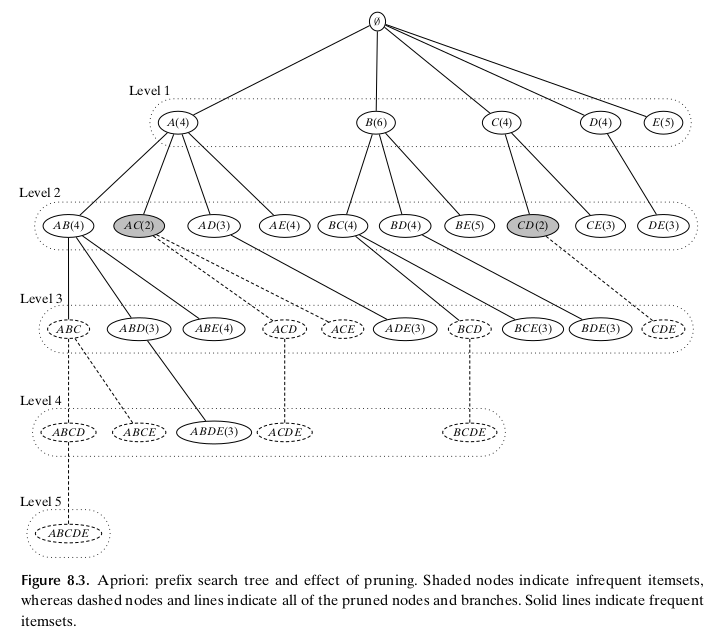 ∅
Level 1
A(4) B(6) C(4) D(4) E(5)
Level 2
AB(4) AC(2) AD(3) AE(4) BC(4) BD(4) BE(5) CD(2) CE(3) DE(3)
Level 3
ABC ABD(3) ABE(4) ACD ACE ADE(3) BCD BCE(3) BDE(3) CDE
Level 4
ABCD ABCE ABDE(3) ACDE BCDE
Level 5
ABCDE
Figure 8.3. Apriori: prefix search tree and effect of pruning. Shaded nodes indicate infrequent itemsets,
whereas dashed nodes and lines indicate all of the pruned nodes and branches. Solid lines indicate frequent
itemsets.